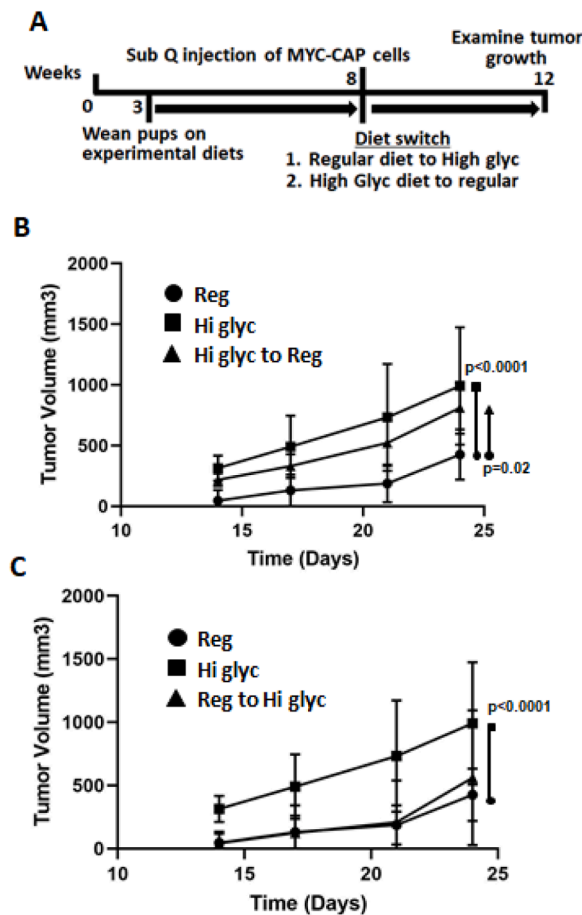 A
Examine tumor
growth
Sub Q injection of MYC-CAP cells
Weeks
8
12
0
3
Wean pups on
experimental diets
Diet switch
1. Regular diet to High glyc
2. High Glyc diet to regular
B
2000
1500
1000
500
0
Tumor Volume (mm3)
Reg
Hi glyc
Hi glyc to Reg
p<0.0001
p=0.02
10 15 20 25
Time (Days)
C
2000
1500
1000
500
0
Tumor Volume (mm3)
Reg
Hi glyc
Reg to Hi glyc
p<0.0001
10 15 20 25
Time (Days)